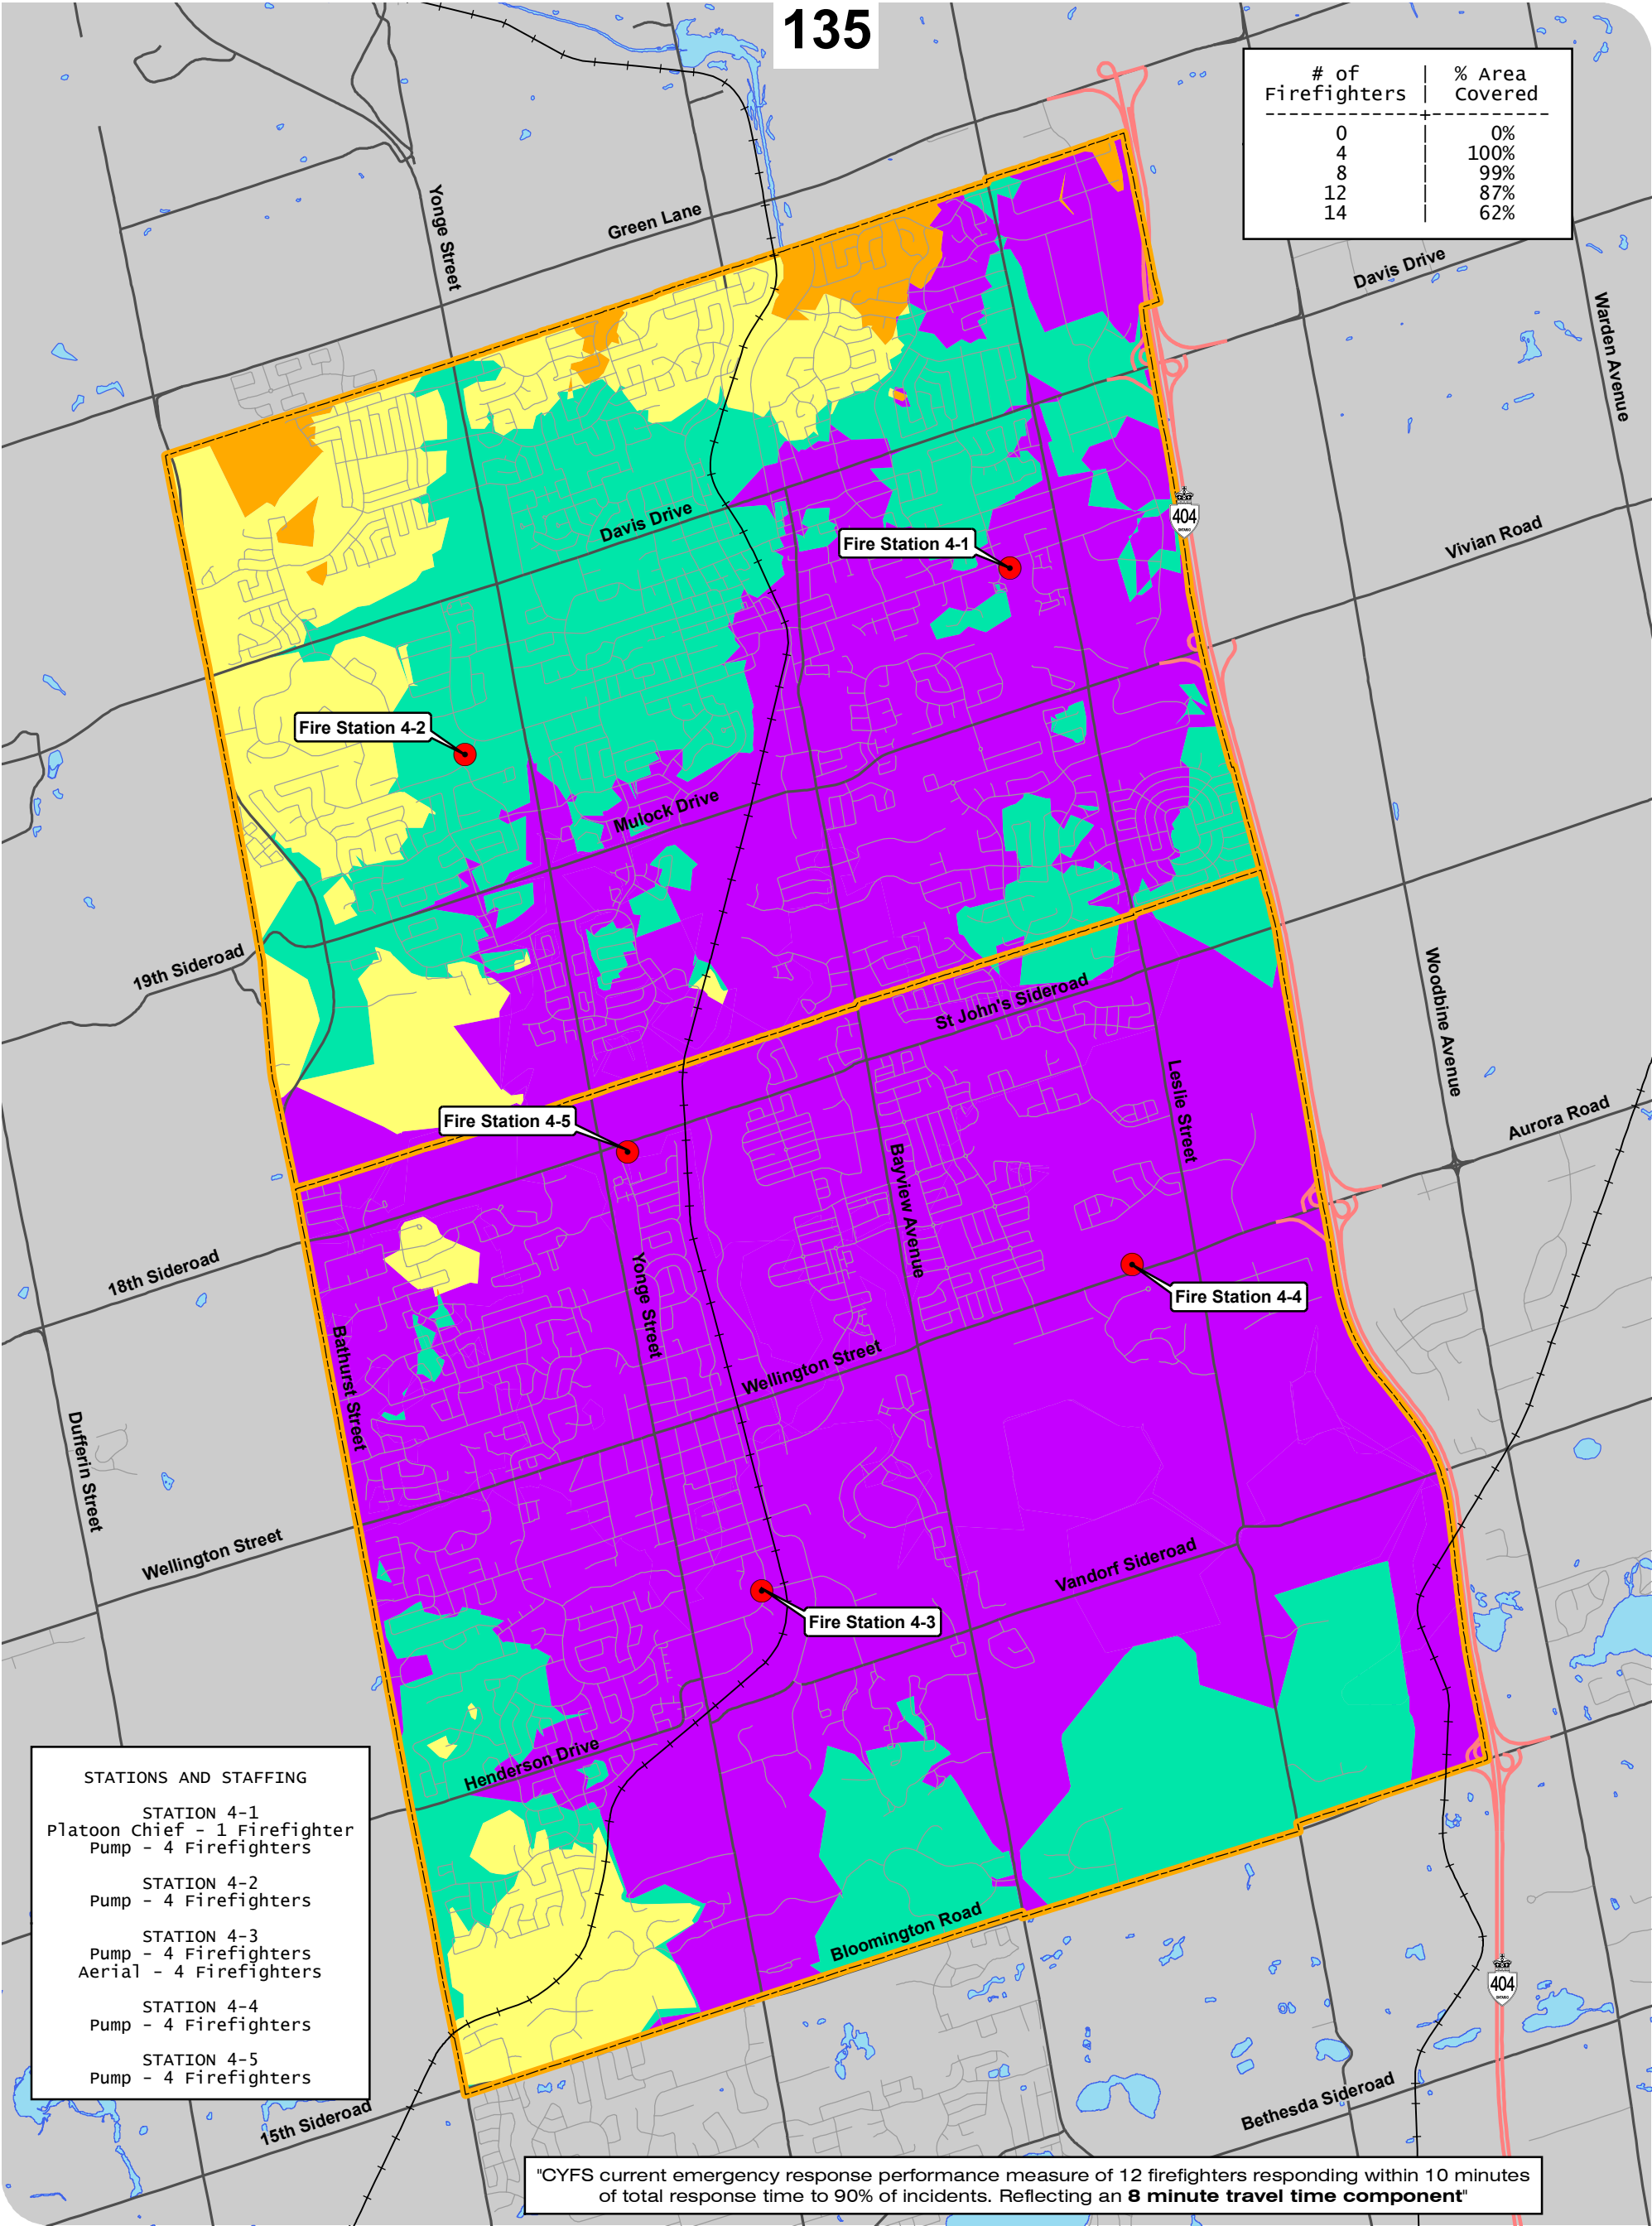 135
# of | % Area
Firefighters | Covered
--------------+-----------
0 | 0%
4 | 100%
8 | 99%
12 | 87%
14 | 62%
Yonge Street
Green Lane
Davis Drive
Warden Avenue
Davis Drive
404
ONTARIO
Vivian Road
Fire Station 4-1
Fire Station 4-2
Mulock Drive
19th Sideroad
St John's Sideroad
Woodbine Avenue
Leslie Street
Aurora Road
Fire Station 4-5
Bayview Avenue
18th Sideroad
Yonge Street
Fire Station 4-4
Bathurst Street
Wellington Street
Dufferin Street
Wellington Street
Vandorf Sideroad
Fire Station 4-3
Henderson Drive
Bloomington Road
404
ONTARIO
STATIONS AND STAFFING
STATION 4-1
Platoon Chief - 1 Firefighter
Pump - 4 Firefighters
STATION 4-2
Pump - 4 Firefighters
STATION 4-3
Pump - 4 Firefighters
Aerial - 4 Firefighters
STATION 4-4
Pump - 4 Firefighters
STATION 4-5
Pump - 4 Firefighters
15th Sideroad
Bethesda Sideroad
"CYFS current emergency response performance measure of 12 firefighters responding within 10 minutes
of total response time to 90% of incidents. Reflecting an 8 minute travel time component"